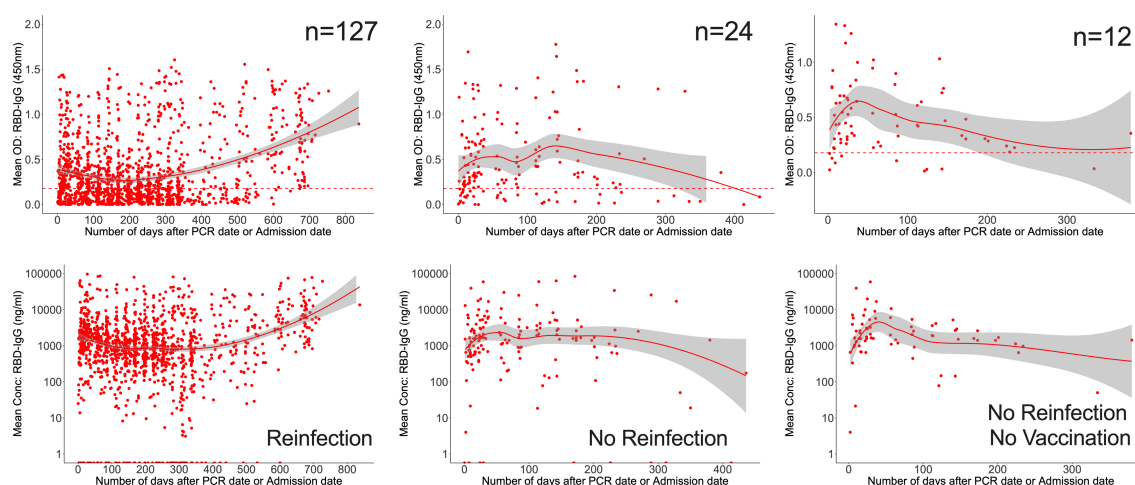 n=127
Mean OD: RBD-IgG (450nm)
2.0
1.5
1.0
0.5
0.0
0 100 200 300 400 500 600 700 800
Number of days after PCR date or Admission date
n=24
Mean OD: RBD-IgG (450nm)
2.0
1.5
1.0
0.5
0.0
0 100 200 300 400
Number of days after PCR date or Admission date
n=12
Mean OD: RBD-IgG (450nm)
1.0
0.5
0.0
0 100 200 300
Number of days after PCR date or Admission date
Mean Conc: RBD-IgG (ng/ml)
100000
10000
1000
100
10
1
Reinfection
0 100 200 300 400 500 600 700 800
Number of days after PCR date or Admission date
Mean Conc: RBD-IgG (ng/ml)
100000
10000
1000
100
10
1
No Reinfection
0 100 200 300 400
Number of days after PCR date or Admission date
Mean Conc: RBD-IgG (ng/ml)
100000
10000
1000
100
10
1
No Reinfection
No Vaccination
0 100 200 300
Number of days after PCR date or Admission date